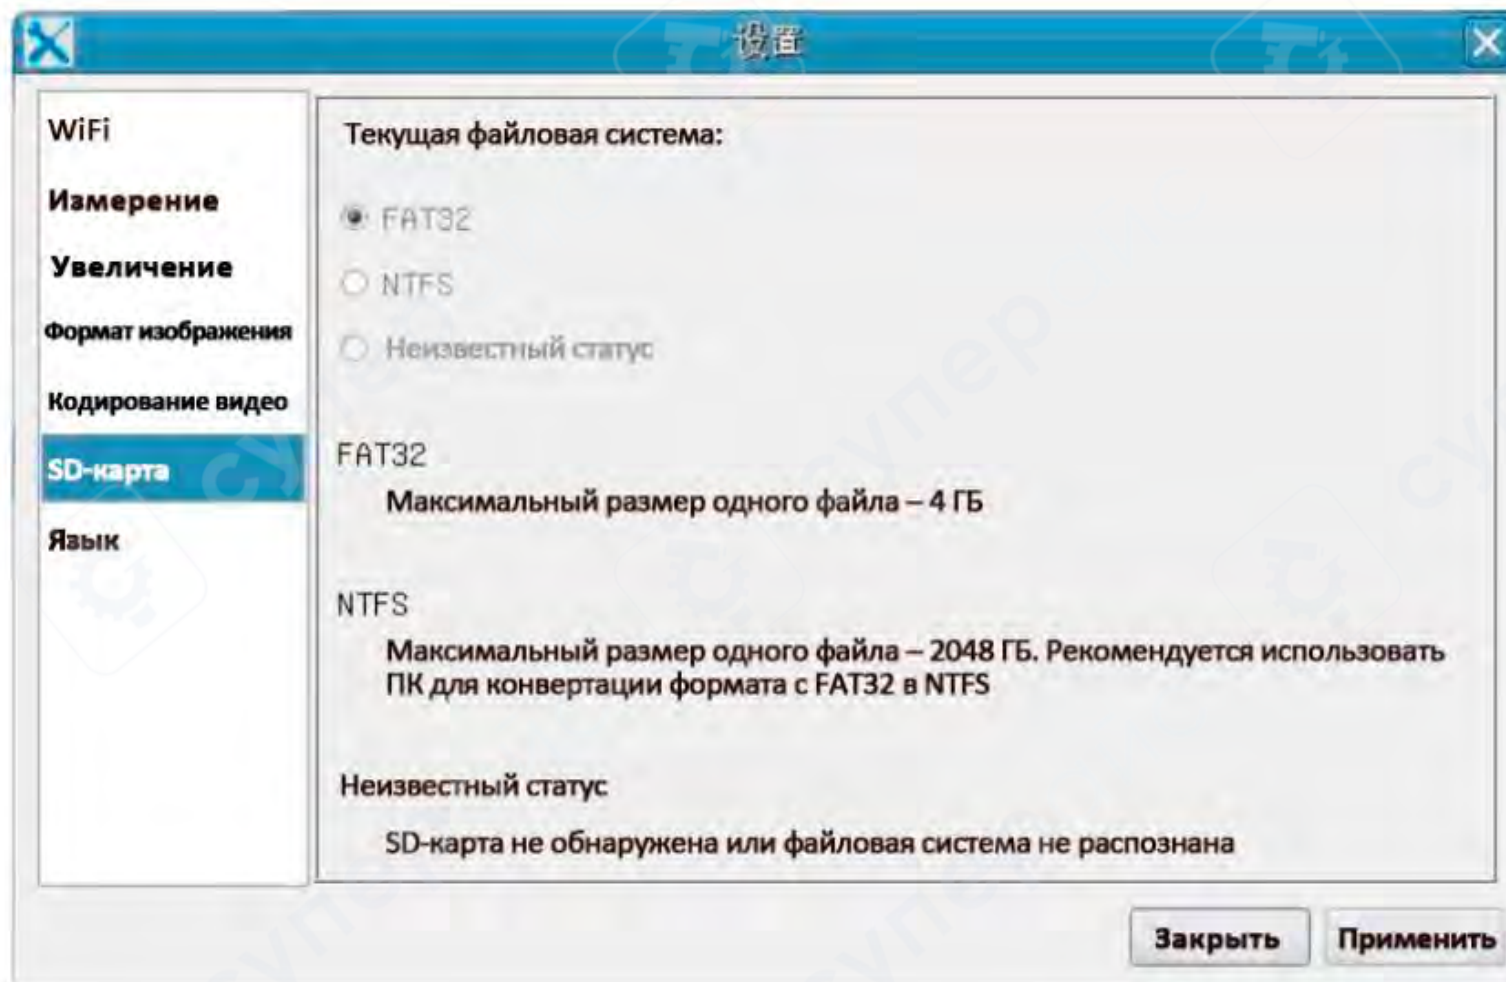 设置
WiFi
Измерение
Увеличение
Формат изображения
Кодирование видео
SD-карта
Язык
Текущая файловая система:
FAT32
NTFS
Неизвестный статус
FAT32
Максимальный размер одного файла – 4 ГБ
NTFS
Максимальный размер одного файла – 2048 ГБ. Рекомендуется использовать
ПК для конвертации формата с FAT32 в NTFS
Неизвестный статус
SD-карта не обнаружена или файловая система не распознана
Закрыть
Применить
супер